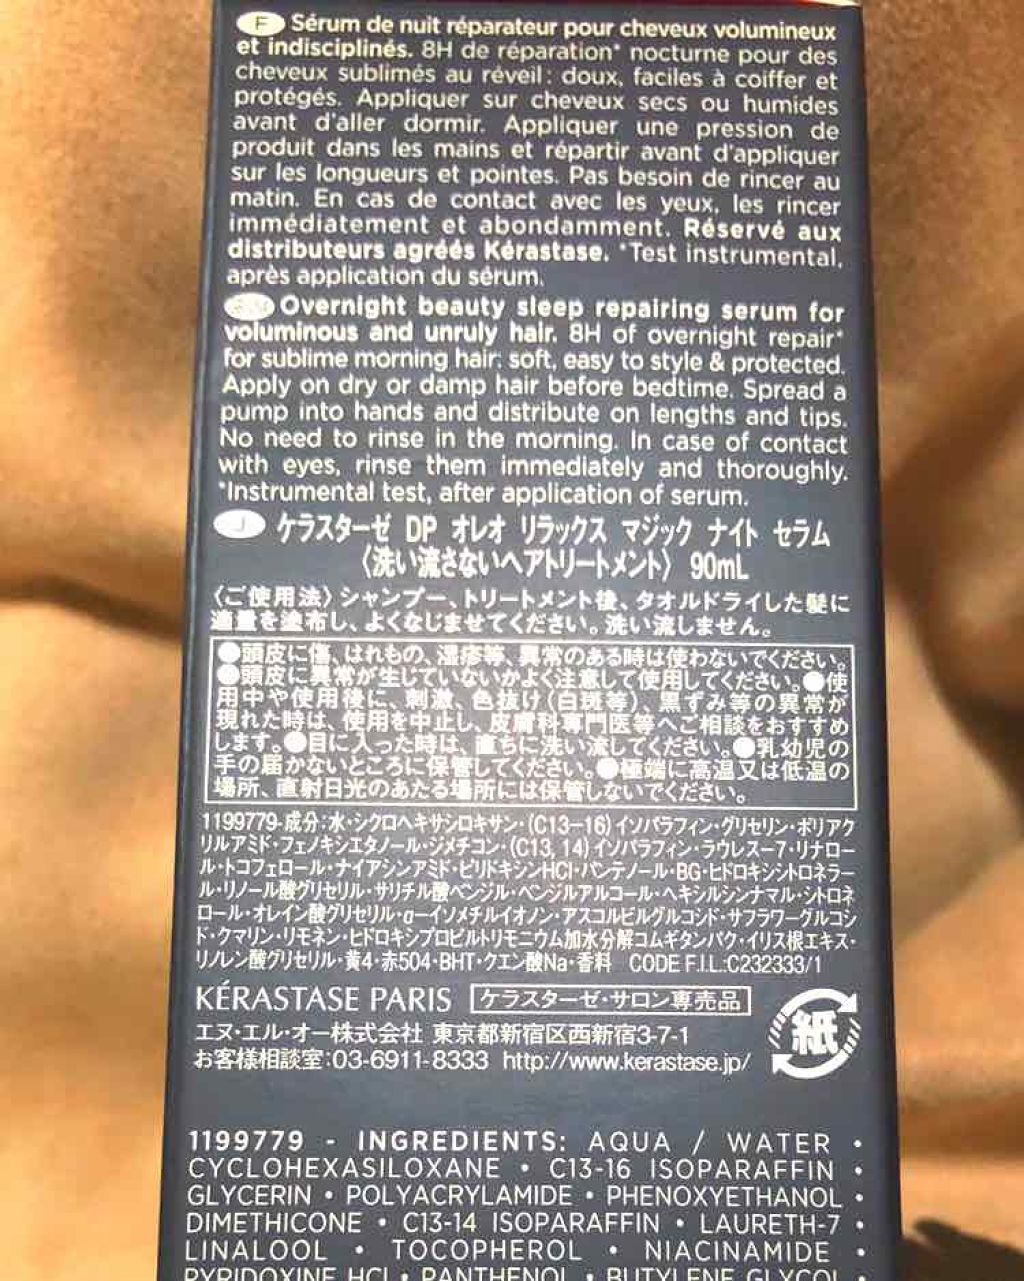 F Sérum de nuit réparateur pour cheveux volumineux
et indisciplinés. 8H de réparation* nocturne pour des
cheveux sublimés au réveil : doux, faciles à coiffer et
protégés. Appliquer sur cheveux secs ou humides
avant d'aller dormir. Appliquer une pression de
produit dans les mains et répartir avant d'appliquer
sur les longueurs et pointes. Pas besoin de rincer au
matin. En cas de contact avec les yeux, les rincer
immédiatement et abondamment. Réservé aux
distributeurs agréés Kérastase. *Test instrumental,
après application du sérum.
Overnight beauty sleep repairing serum for
voluminous and unruly hair. 8H of overnight repair*
for sublime morning hair: soft, easy to style & protected.
Apply on dry or damp hair before bedtime. Spread a
pump into hands and distribute on lengths and tips.
No need to rinse in the morning. In case of contact
with eyes, rinse them immediately and thoroughly.
*Instrumental test, after application of serum.
J ケラスターゼ DP オレオ リラックス マジック ナイト セラム
〈洗い流さないヘアトリートメント〉 90mL
〈ご使用法〉シャンプー、トリートメント後、タオルドライした髪に
適量を塗布し、よくなじませてください。洗い流しません。
●頭皮に傷、はれもの、湿疹等、異常のある時は使わないでください。
●頭皮に異常が生じていないかよく注意して使用してください。●使
用中や使用後に、刺激、色抜け(白斑等)、黒ずみ等の異常が
現れた時は、使用を中止し、皮膚科専門医等へご相談をおすすめ
します。●目に入った時は、直ちに洗い流してください。●乳幼児の
手の届かないところに保管してください。●極端に高温又は低温の
場所、直射日光のあたる場所には保管しないでください。
1199779-成分:水・シクロヘキサシロキサン・(C13-16)イソパラフィン・グリセリン・ポリアク
リルアミド・フェノキシエタノール・ジメチコン・(C13, 14)イソパラフィン・ラウレス-7・リナロー
ル・トコフェロール・ナイアシンアミド・ピリドキシンHCl・パンテノール・BG・ヒドロキシシトロネラー
ル・リノール酸グリセリル・サリチル酸ベンジル・ベンジルアルコール・ヘキシルシンナマル・シトロネ
ロール・オレイン酸グリセリル・α-イソメチルイオノン・アスコルビルグルコシド・サフラワーグルコシ
ド・クマリン・リモネン・ヒドロキシプロピルトリモニウム加水分解コムギタンパク・イリス根エキス・
リノレン酸グリセリル・黄4・赤504・BHT・クエン酸Na・香料 CODE F.I.L.:C232333/1
KÉRASTASE PARIS ケラスターゼ・サロン専売品
エヌ・エル・オー株式会社 東京都新宿区西新宿3-7-1
お客様相談室:03-6911-8333 http://www.kerastase.jp/
紙
1199779 - INGREDIENTS: AQUA / WATER •
CYCLOHEXASILOXANE • C13-16 ISOPARAFFIN •
GLYCERIN • POLYACRYLAMIDE • PHENOXYETHANOL •
DIMETHICONE • C13-14 ISOPARAFFIN • LAURETH-7 •
LINALOOL • TOCOPHEROL • NIACINAMIDE •
PYRIDOXINE HCl • PANTHENOL • BUTYLENE GLYCOL •